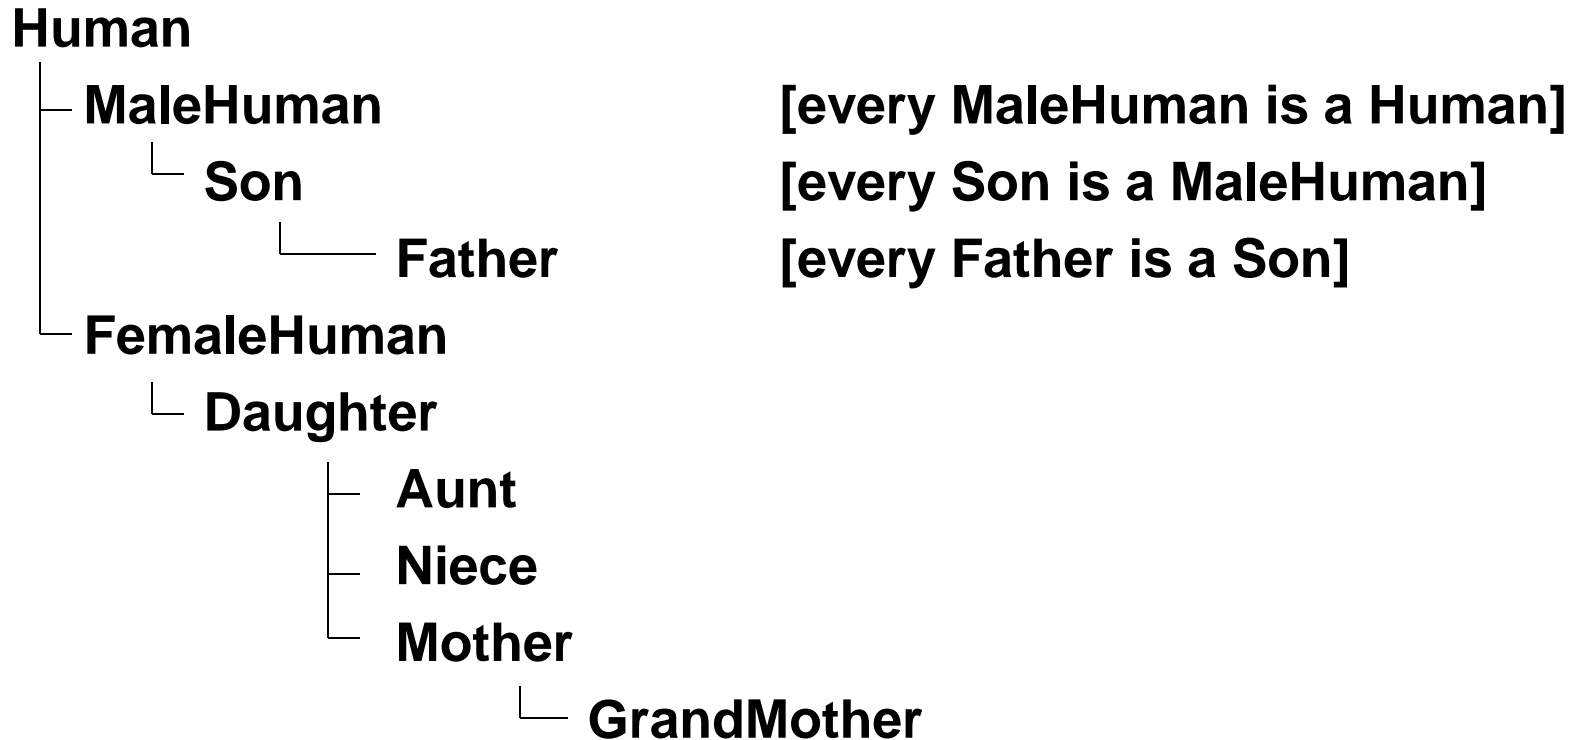 Human
MaleHuman [every MaleHuman is a Human]
Son [every Son is a MaleHuman]
Father [every Father is a Son]
FemaleHuman
Daughter
Aunt
Niece
Mother
GrandMother